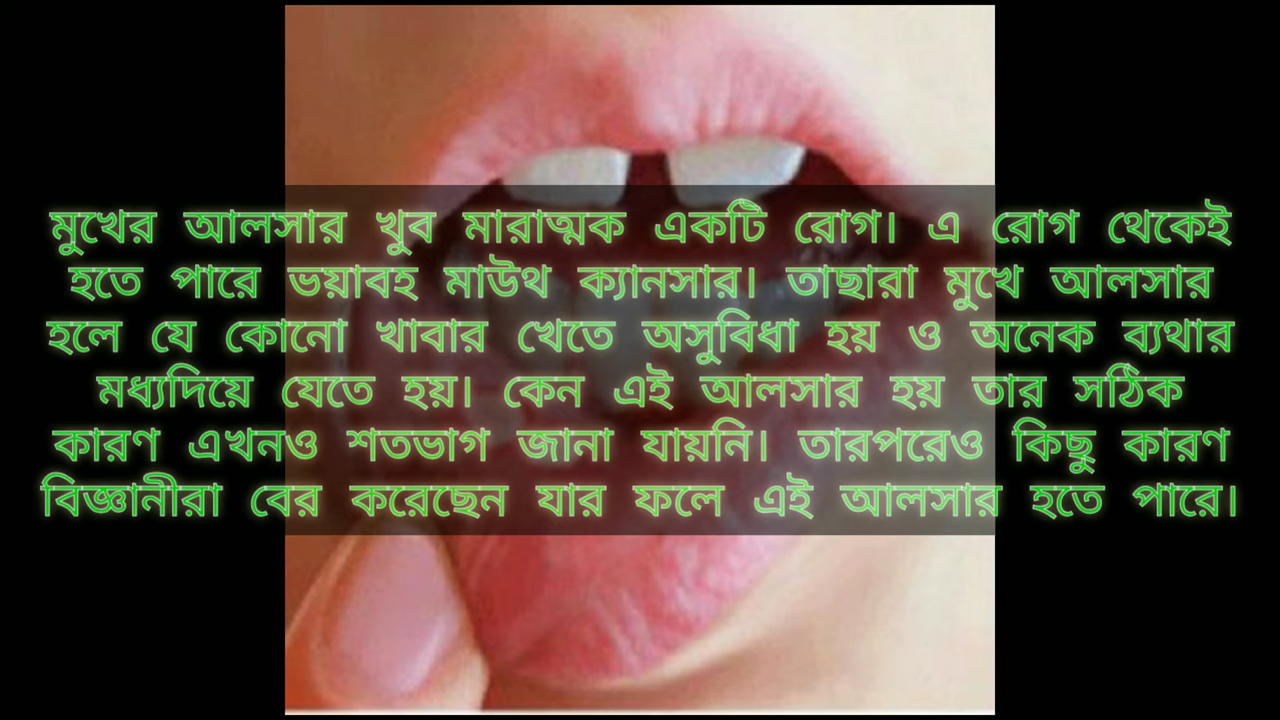 মুখের আলসার খুব মারাত্মক একটি রোগ। এ রোগ থেকেই
হতে পারে ভয়াবহ মাউথ ক্যানসার। তাছারা মুখে আলসার
হলে যে কোনো খাবার খেতে অসুবিধা হয় ও অনেক ব্যথার
মধ্যদিয়ে যেতে হয়। কেন এই আলসার হয় তার সঠিক
কারণ এখনও শতভাগ জানা যায়নি। তারপরেও কিছু কারণ
বিজ্ঞানীরা বের করেছেন যার ফলে এই আলসার হতে পারে।